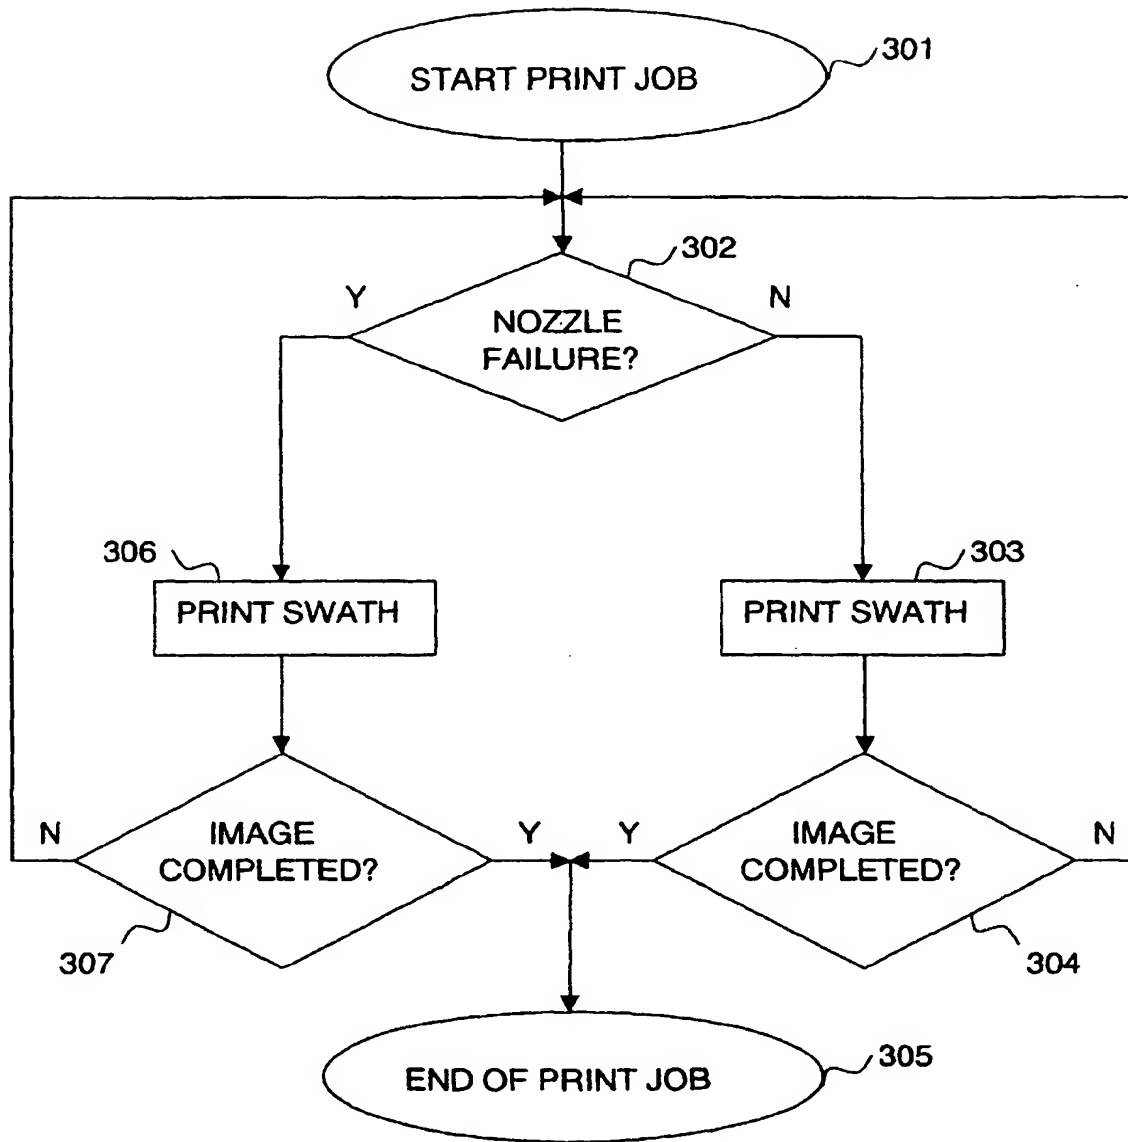 START PRINT JOB
301
302
Y
N
NOZZLE
FAILURE?
306
303
PRINT SWATH
PRINT SWATH
N
IMAGE
COMPLETED?
Y
Y
IMAGE
COMPLETED?
N
307
304
END OF PRINT JOB
305